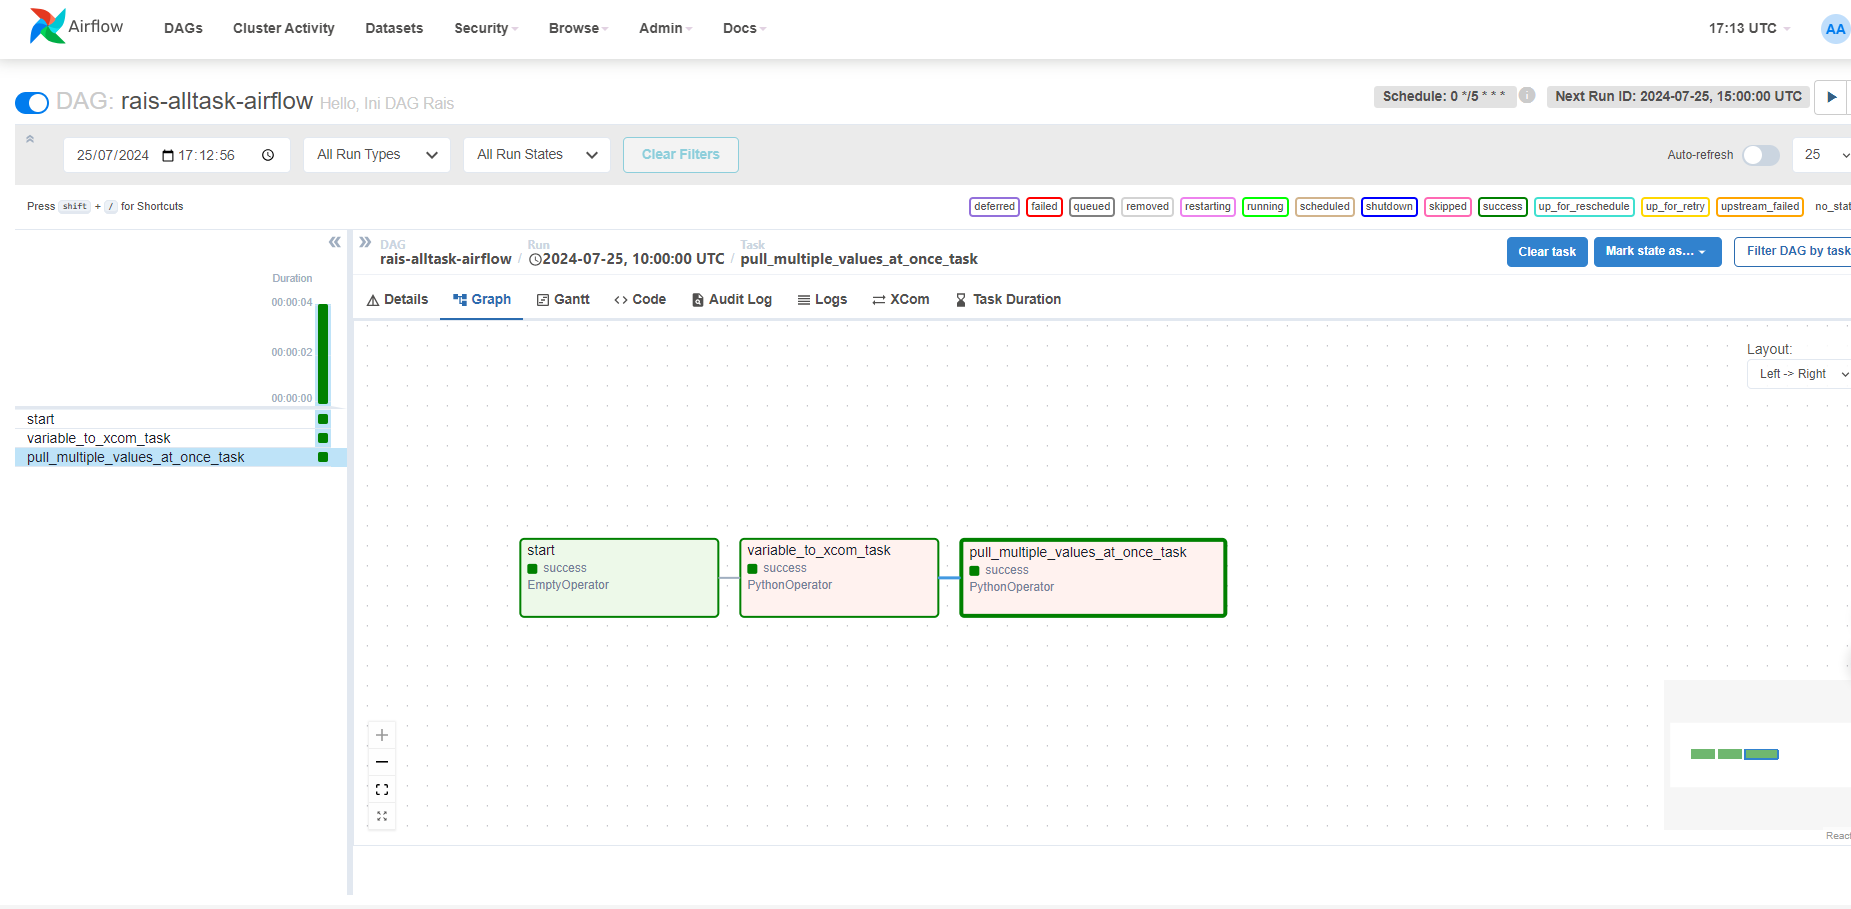 Airflow DAGs Cluster Activity Datasets Security Browse Admin Docs 17:13 UTC AA
DAG: rais-alltask-airflow Hello, Ini DAG Rais Schedule: 0 */5 * * * i Next Run ID: 2024-07-25, 15:00:00 UTC
25/07/2024 17:12:56 All Run Types All Run States Clear Filters Auto-refresh 25
Press shift + / for Shortcuts deferred failed queued removed restarting running scheduled shutdown skipped success up_for_reschedule up_for_retry upstream_failed no_stat
DAG Run Task
rais-alltask-airflow / 2024-07-25, 10:00:00 UTC / pull_multiple_values_at_once_task
Clear task Mark state as... Filter DAG by task
Duration
00:00:04
00:00:02
00:00:00
start
variable_to_xcom_task
pull_multiple_values_at_once_task
Details Graph Gantt Code Audit Log Logs XCom Task Duration
Layout:
Left -> Right
start
success
EmptyOperator
variable_to_xcom_task
success
PythonOperator
pull_multiple_values_at_once_task
success
PythonOperator
React